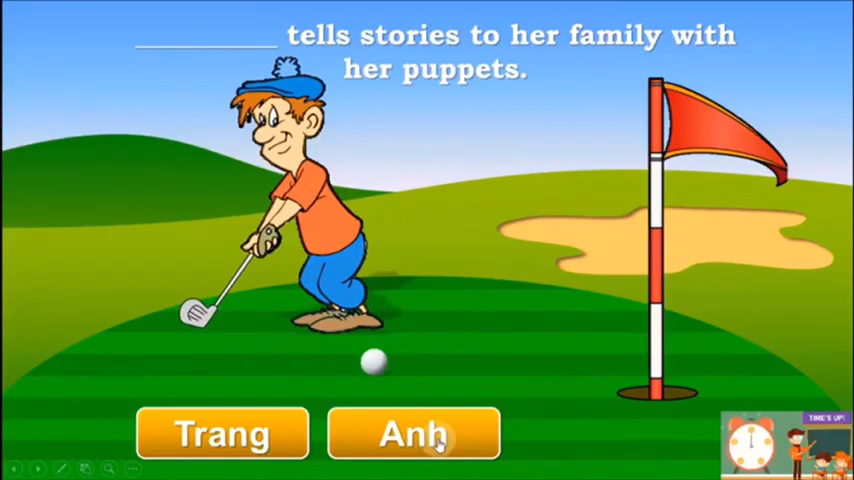 __________ tells stories to her family with
her puppets.
Trang
Anh
TIME'S UP!